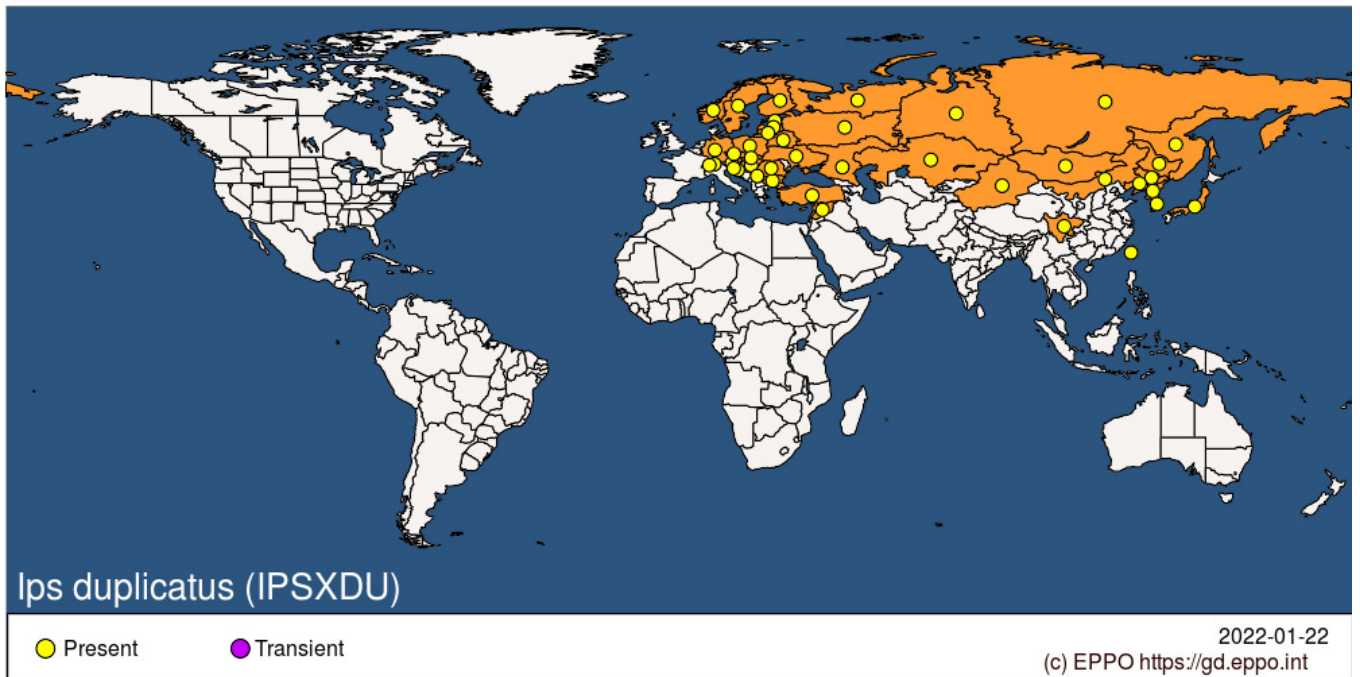 Ips duplicatus (IPSXDU)
Present
Transient
2022-01-22
(c) EPPO https://gd.eppo.int